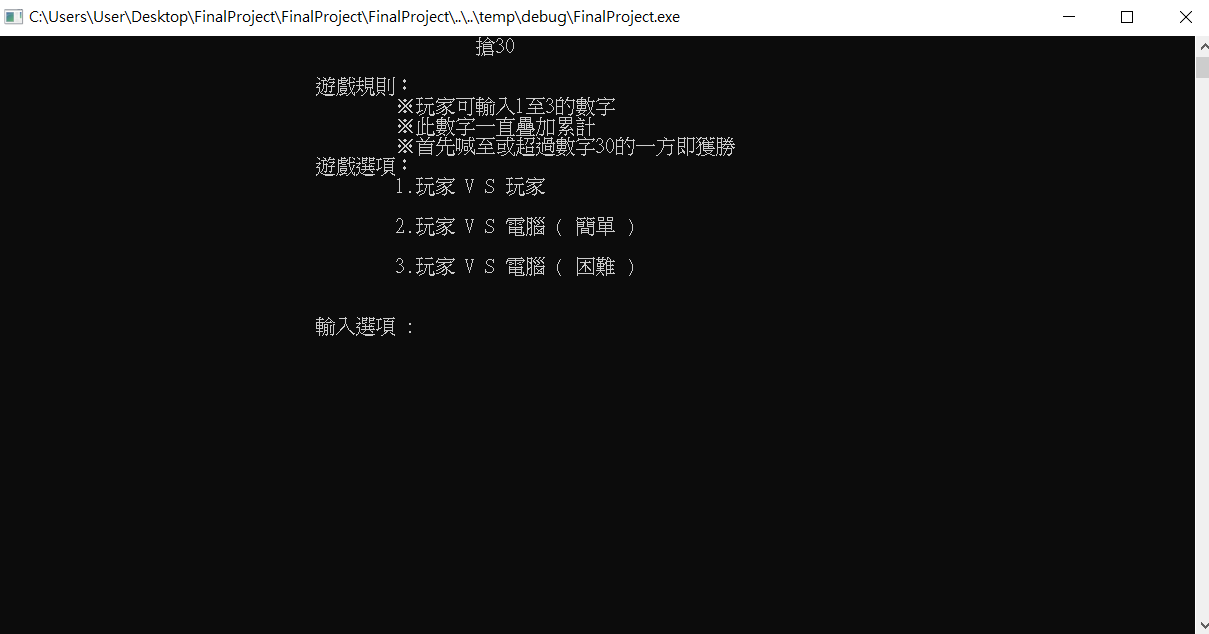 C:\Users\User\Desktop\FinalProject\FinalProject\FinalProject\..\..\temp\debug\FinalProject.exe
搶30
遊戲規則：
※玩家可輸入1至3的數字
※此數字一直疊加累計
※首先喊至或超過數字30的一方即獲勝
遊戲選項：
1.玩家 V S 玩家
2.玩家 V S 電腦 ( 簡單 )
3.玩家 V S 電腦 ( 困難 )
輸入選項 :